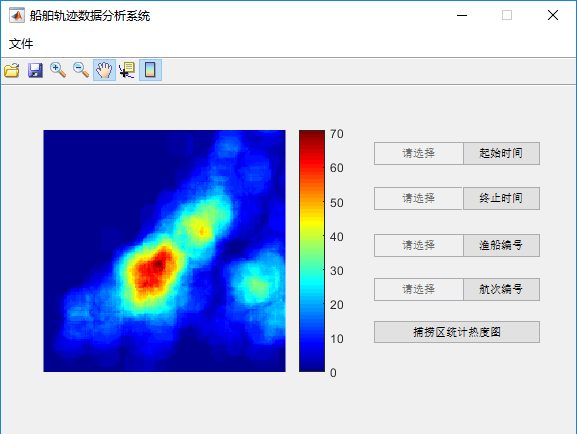 船舶轨迹数据分析系统
文件
70
60
50
40
30
20
10
0
请选择 起始时间
请选择 终止时间
请选择 渔船编号
请选择 航次编号
捕捞区统计热度图